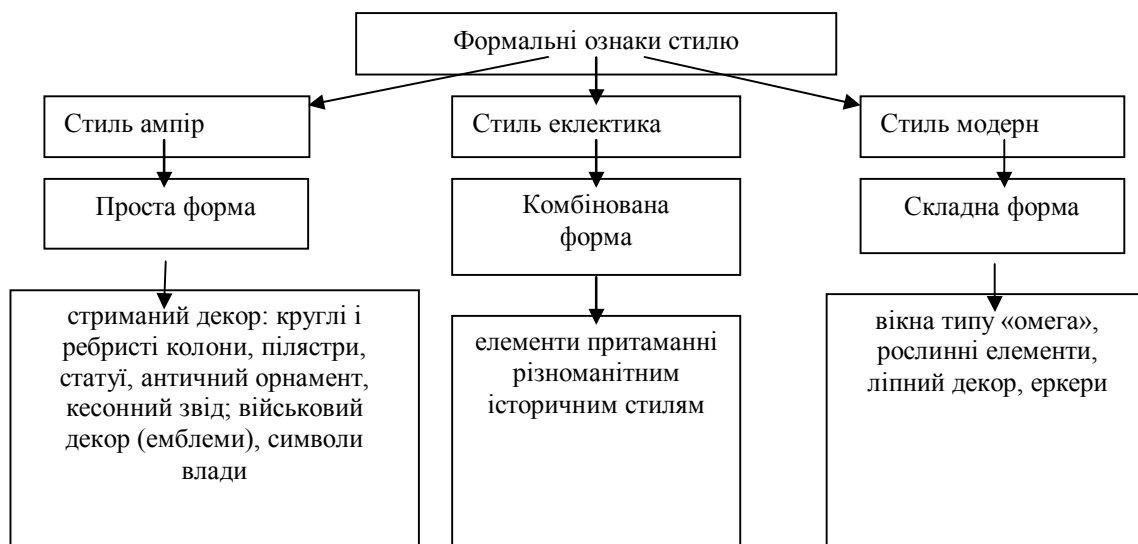 Формальні ознаки стилю
Стиль ампір
Стиль еклектика
Стиль модерн
Проста форма
Комбінована
форма
Складна форма
стриманий декор: круглі і
ребристі колони, пілястри,
статуї, античний орнамент,
кесонний звід; військовий
декор (емблеми), символи
влади
елементи притаманні
різноманітним
історичним стилям
вікна типу «омега»,
рослинні елементи,
ліпний декор, еркери